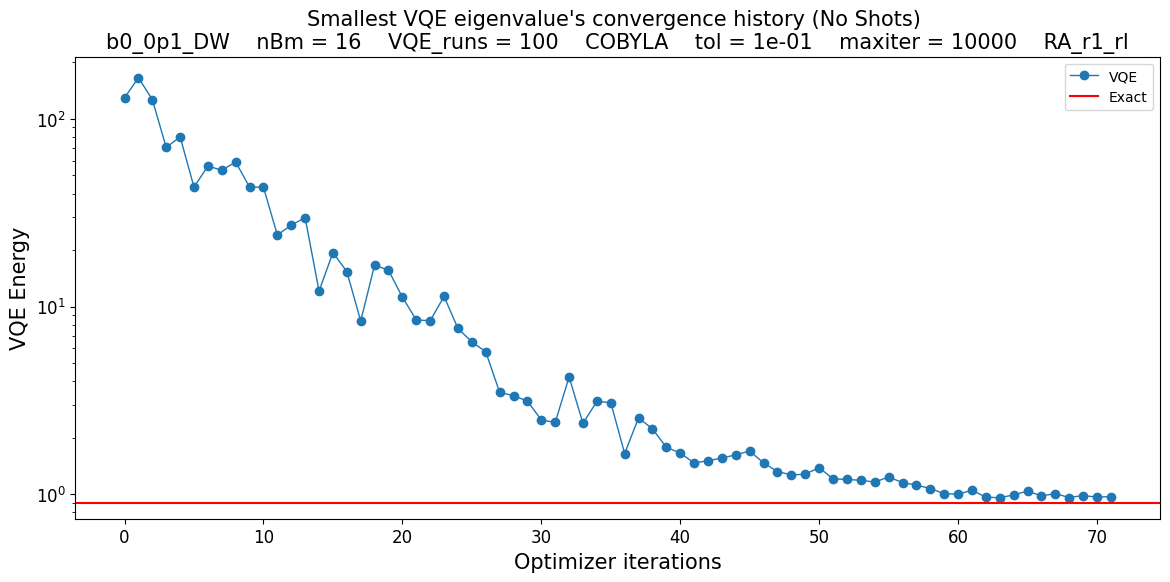 Smallest VQE eigenvalue's convergence history (No Shots)
b0_0p1_DW nBm = 16 VQE_runs = 100 COBYLA tol = 1e-01 maxiter = 10000 RA_r1_rl
VQE
Exact
VQE Energy
10²
10¹
10⁰
0 10 20 30 40 50 60 70
Optimizer iterations